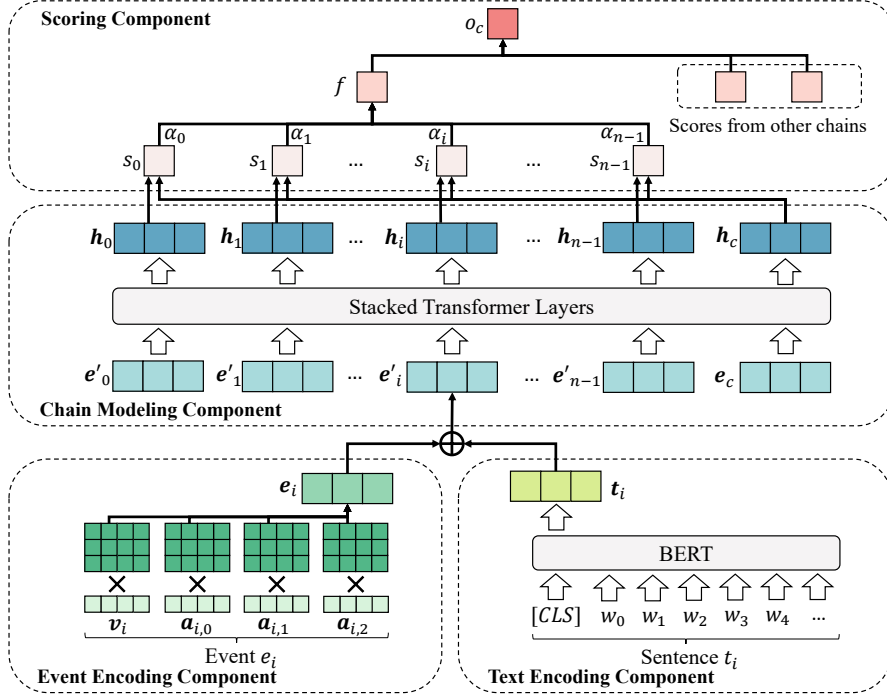 Scoring Component
o_c
f
Scores from other chains
α_0 α_1 α_i α_{n−1}
s_0 s_1 ... s_i ... s_{n−1}
h_0 h_1 ... h_i ... h_{n−1} h_c
Stacked Transformer Layers
e'_0 e'_1 ... e'_i ... e'_{n−1} e_c
Chain Modeling Component
e_i
v_i a_{i,0} a_{i,1} a_{i,2}
Event e_i
Event Encoding Component
t_i
BERT
[CLS] w_0 w_1 w_2 w_3 w_4 ...
Sentence t_i
Text Encoding Component